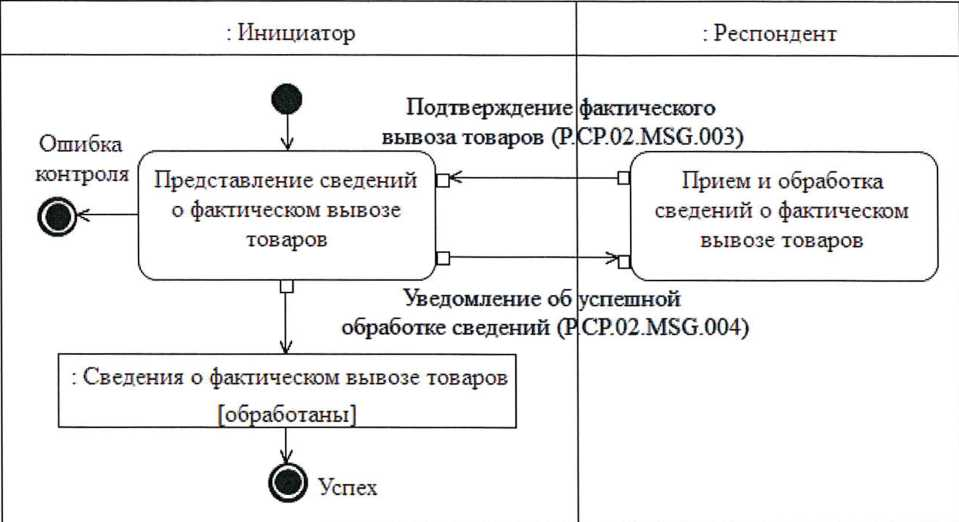 : Инициатор
: Респондент
Подтверждение фактического
вывоза товаров (P.CP.02.MSG.003)
Ошибка
контроля
Представление сведений
о фактическом вывозе
товаров
Прием и обработка
сведений о фактическом
вывозе товаров
Уведомление об успешной
обработке сведений (P.CP.02.MSG.004)
: Сведения о фактическом вывозе товаров
[обработаны]
Успех